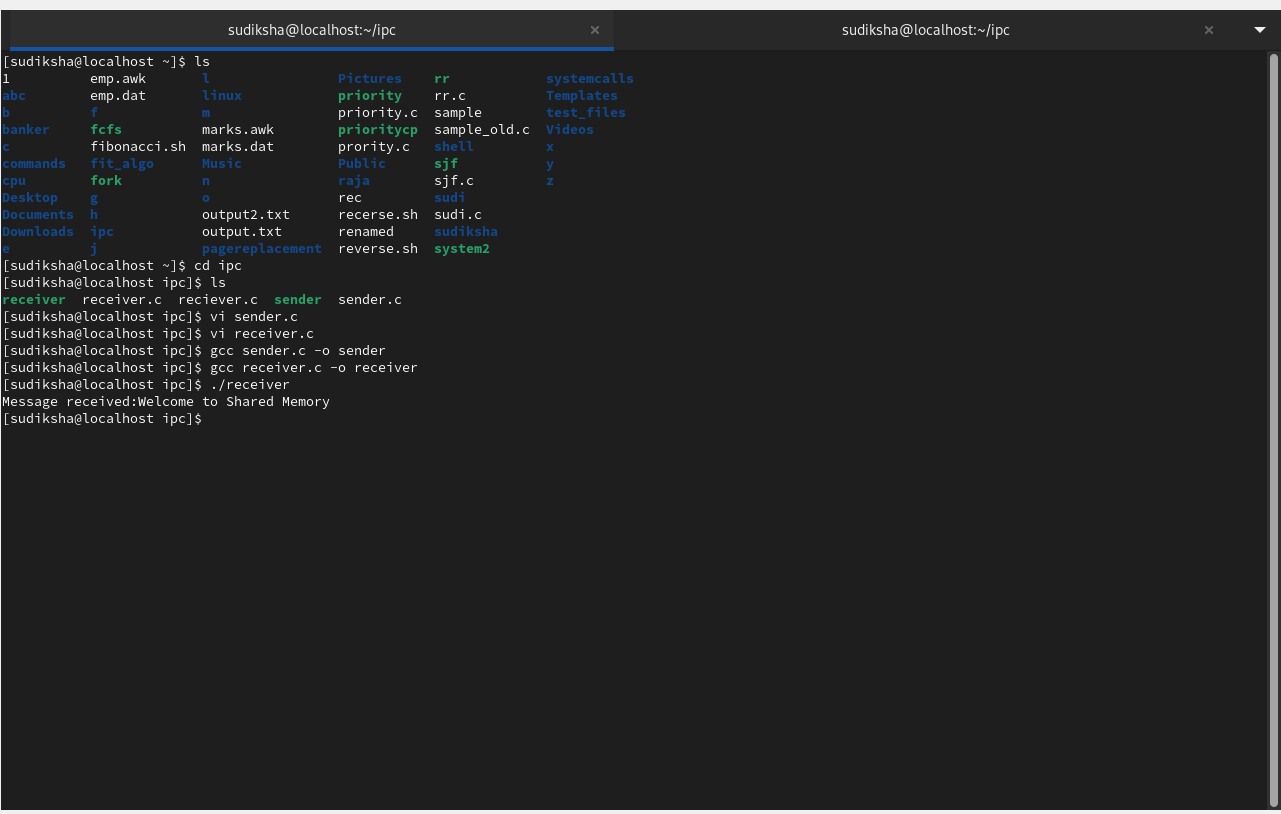 sudiksha@localhost:~/ipc × sudiksha@localhost:~/ipc ×
[sudiksha@localhost ~]$ ls
1 emp.awk l Pictures rr systemcalls
abc emp.dat linux priority rr.c Templates
b f m priority.c sample test_files
banker fcfs marks.awk prioritycp sample_old.c Videos
c fibonacci.sh marks.dat prority.c shell x
commands fit_algo Music Public sjf y
cpu fork n raja sjf.c z
Desktop g o rec sudi
Documents h output2.txt recerse.sh sudi.c
Downloads ipc output.txt renamed sudiksha
e j pagereplacement reverse.sh system2
[sudiksha@localhost ~]$ cd ipc
[sudiksha@localhost ipc]$ ls
receiver receiver.c reciever.c sender sender.c
[sudiksha@localhost ipc]$ vi sender.c
[sudiksha@localhost ipc]$ vi receiver.c
[sudiksha@localhost ipc]$ gcc sender.c -o sender
[sudiksha@localhost ipc]$ gcc receiver.c -o receiver
[sudiksha@localhost ipc]$ ./receiver
Message received:Welcome to Shared Memory
[sudiksha@localhost ipc]$